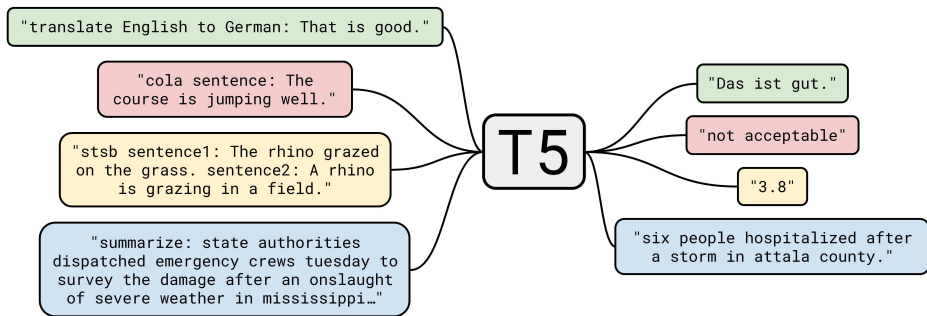 "translate English to German: That is good."
"cola sentence: The
course is jumping well."
"stsb sentence1: The rhino grazed
on the grass. sentence2: A rhino
is grazing in a field."
"summarize: state authorities
dispatched emergency crews tuesday to
survey the damage after an onslaught
of severe weather in mississippi…"
T5
"Das ist gut."
"not acceptable"
"3.8"
"six people hospitalized after
a storm in attala county."